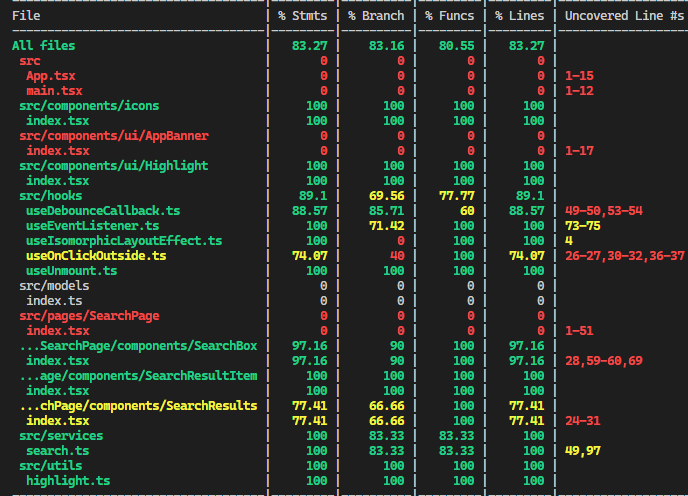 File | % Stmts | % Branch | % Funcs | % Lines | Uncovered Line #s
All files | 83.27 | 83.16 | 80.55 | 83.27 |
src | 0 | 0 | 0 | 0 |
App.tsx | 0 | 0 | 0 | 0 | 1-15
main.tsx | 0 | 0 | 0 | 0 | 1-12
src/components/icons | 100 | 100 | 100 | 100 |
index.tsx | 100 | 100 | 100 | 100 |
src/components/ui/AppBanner | 0 | 0 | 0 | 0 |
index.tsx | 0 | 0 | 0 | 0 | 1-17
src/components/ui/Highlight | 100 | 100 | 100 | 100 |
index.tsx | 100 | 100 | 100 | 100 |
src/hooks | 89.1 | 69.56 | 77.77 | 89.1 |
useDebounceCallback.ts | 88.57 | 85.71 | 60 | 88.57 | 49-50,53-54
useEventListener.ts | 100 | 71.42 | 100 | 100 | 73-75
useIsomorphicLayoutEffect.ts | 100 | 0 | 100 | 100 | 4
useOnClickOutside.ts | 74.07 | 40 | 100 | 74.07 | 26-27,30-32,36-37
useUnmount.ts | 100 | 100 | 100 | 100 |
src/models | 0 | 0 | 0 | 0 |
index.ts | 0 | 0 | 0 | 0 |
src/pages/SearchPage | 0 | 0 | 0 | 0 |
index.tsx | 0 | 0 | 0 | 0 | 1-51
...SearchPage/components/SearchBox | 97.16 | 90 | 100 | 97.16 |
index.tsx | 97.16 | 90 | 100 | 97.16 | 28,59-60,69
...age/components/SearchResultItem | 100 | 100 | 100 | 100 |
index.tsx | 100 | 100 | 100 | 100 |
...chPage/components/SearchResults | 77.41 | 66.66 | 100 | 77.41 |
index.tsx | 77.41 | 66.66 | 100 | 77.41 | 24-31
src/services | 100 | 83.33 | 83.33 | 100 |
search.ts | 100 | 83.33 | 83.33 | 100 | 49,97
src/utils | 100 | 100 | 100 | 100 |
highlight.ts | 100 | 100 | 100 | 100 |